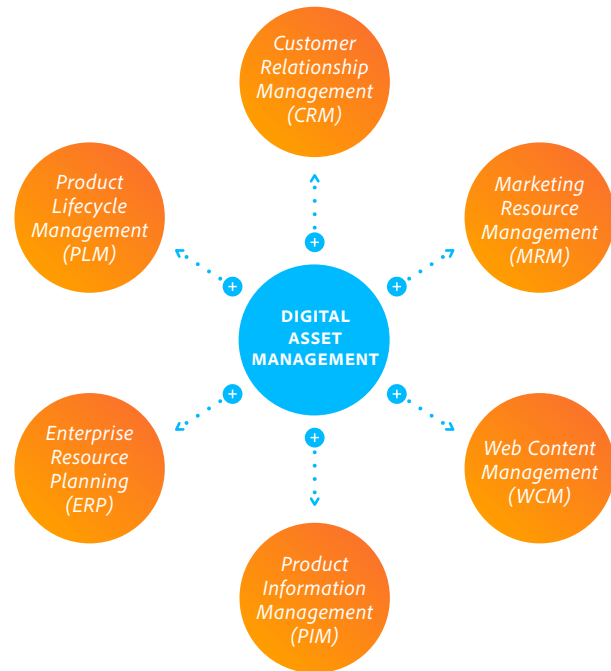 Customer
Relationship
Management
(CRM)
Product
Lifecycle
Management
(PLM)
Marketing
Resource
Management
(MRM)
DIGITAL
ASSET
MANAGEMENT
Enterprise
Resource
Planning
(ERP)
Web Content
Management
(WCM)
Product
Information
Management
(PIM)